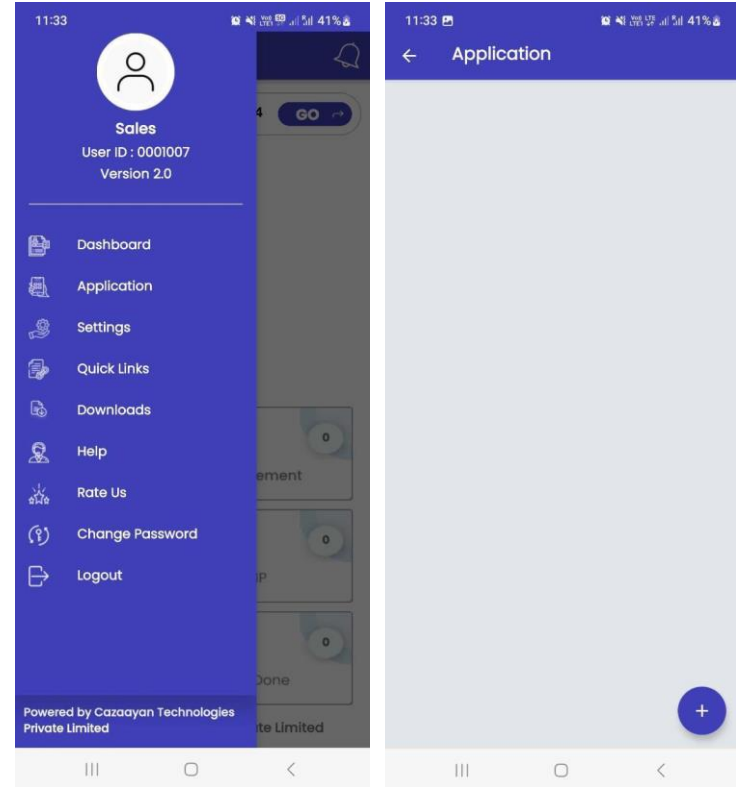 11:33
41%
Sales
User ID : 0001007
Version 2.0
Dashboard
Application
Settings
Quick Links
Downloads
Help
Rate Us
Change Password
Logout
Powered by Cazaayan Technologies
Private Limited
4 GO
0
ement
0
IP
0
Done
te Limited
11:33
41%
Application
+